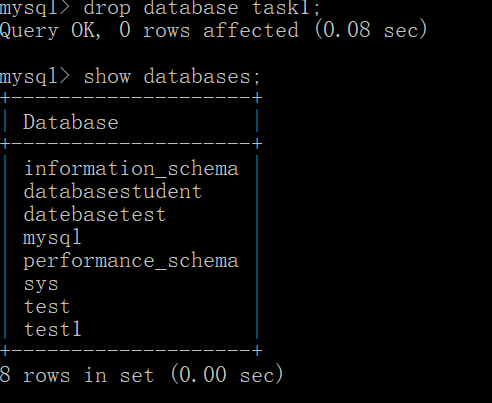 mysql> drop database task1;
Query OK, 0 rows affected (0.08 sec)
mysql> show databases;
+--------------------+
| Database           |
+--------------------+
| information_schema |
| databasestudent    |
| datebasetest       |
| mysql              |
| performance_schema |
| sys                |
| test               |
| test1              |
+--------------------+
8 rows in set (0.00 sec)